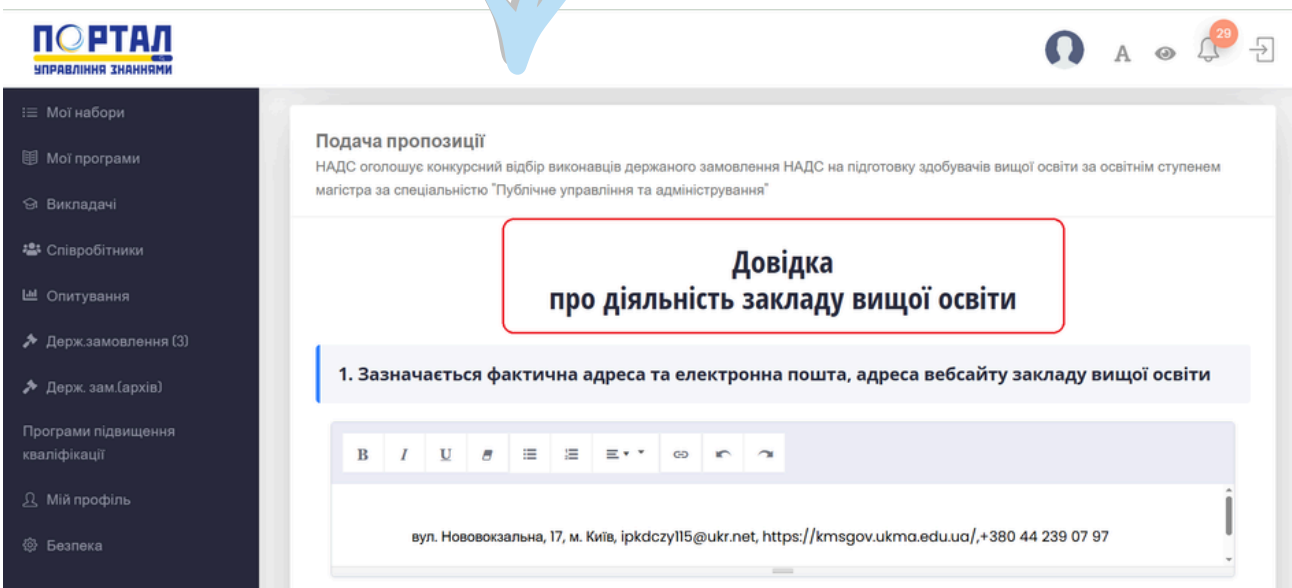 ПОРТАЛ
УПРАВЛІННЯ ЗНАННЯМИ
A
29
Мої набори
Мої програми
Викладачі
Співробітники
Опитування
Держ.замовлення (3)
Держ. зам.(архів)
Програми підвищення
кваліфікації
Мій профіль
Безпека
Подача пропозиції
НАДС оголошує конкурсний відбір виконавців держаного замовлення НАДС на підготовку здобувачів вищої освіти за освітнім ступенем
магістра за спеціальністю "Публічне управління та адміністрування"
Довідка
про діяльність закладу вищої освіти
1. Зазначається фактична адреса та електронна пошта, адреса вебсайту закладу вищої освіти
B I U
вул. Нововокзальна, 17, м. Київ, ipkdczy115@ukr.net, https://kmsgov.ukma.edu.ua/,+380 44 239 07 97